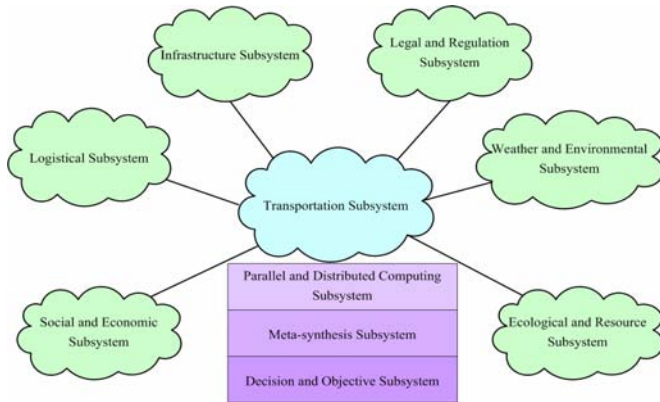 Infrastructure Subsystem
Legal and Regulation
Subsystem
Logistical Subsystem
Weather and Environmental
Subsystem
Transportation Subsystem
Parallel and Distributed Computing
Subsystem
Social and Economic
Subsystem
Meta-synthesis Subsystem
Ecological and Resource
Subsystem
Decision and Objective Subsystem